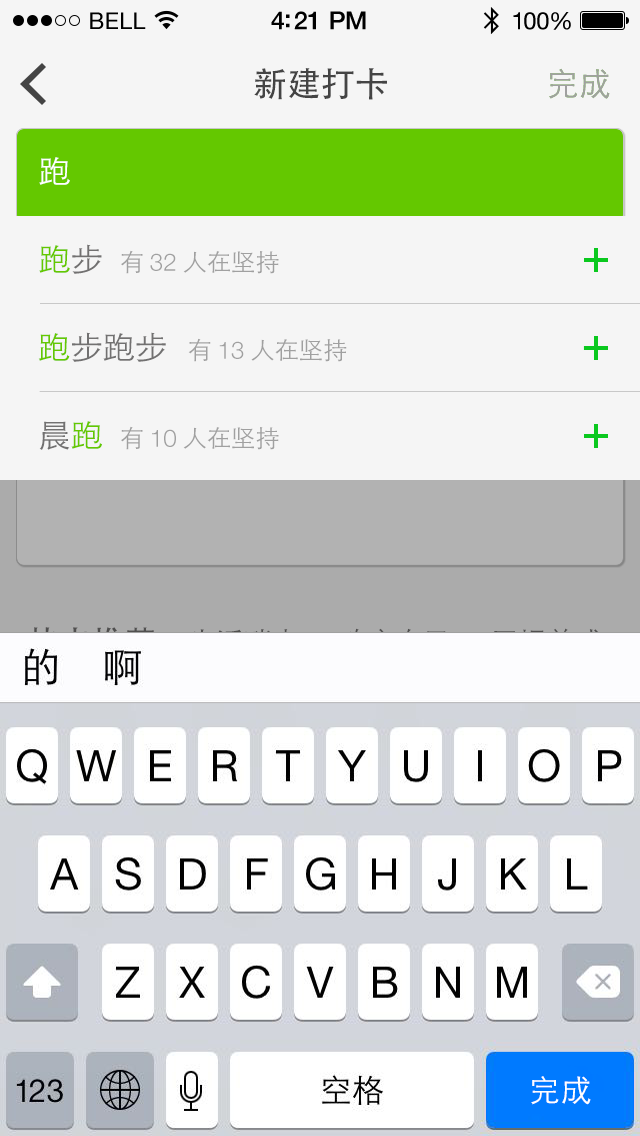 BELL 4:21 PM 100%
新建打卡 完成
跑
跑步 有 32 人在坚持
跑步跑步 有 13 人在坚持
晨跑 有 10 人在坚持
的 啊
Q W E R T Y U I O P
A S D F G H J K L
Z X C V B N M
123 空格 完成